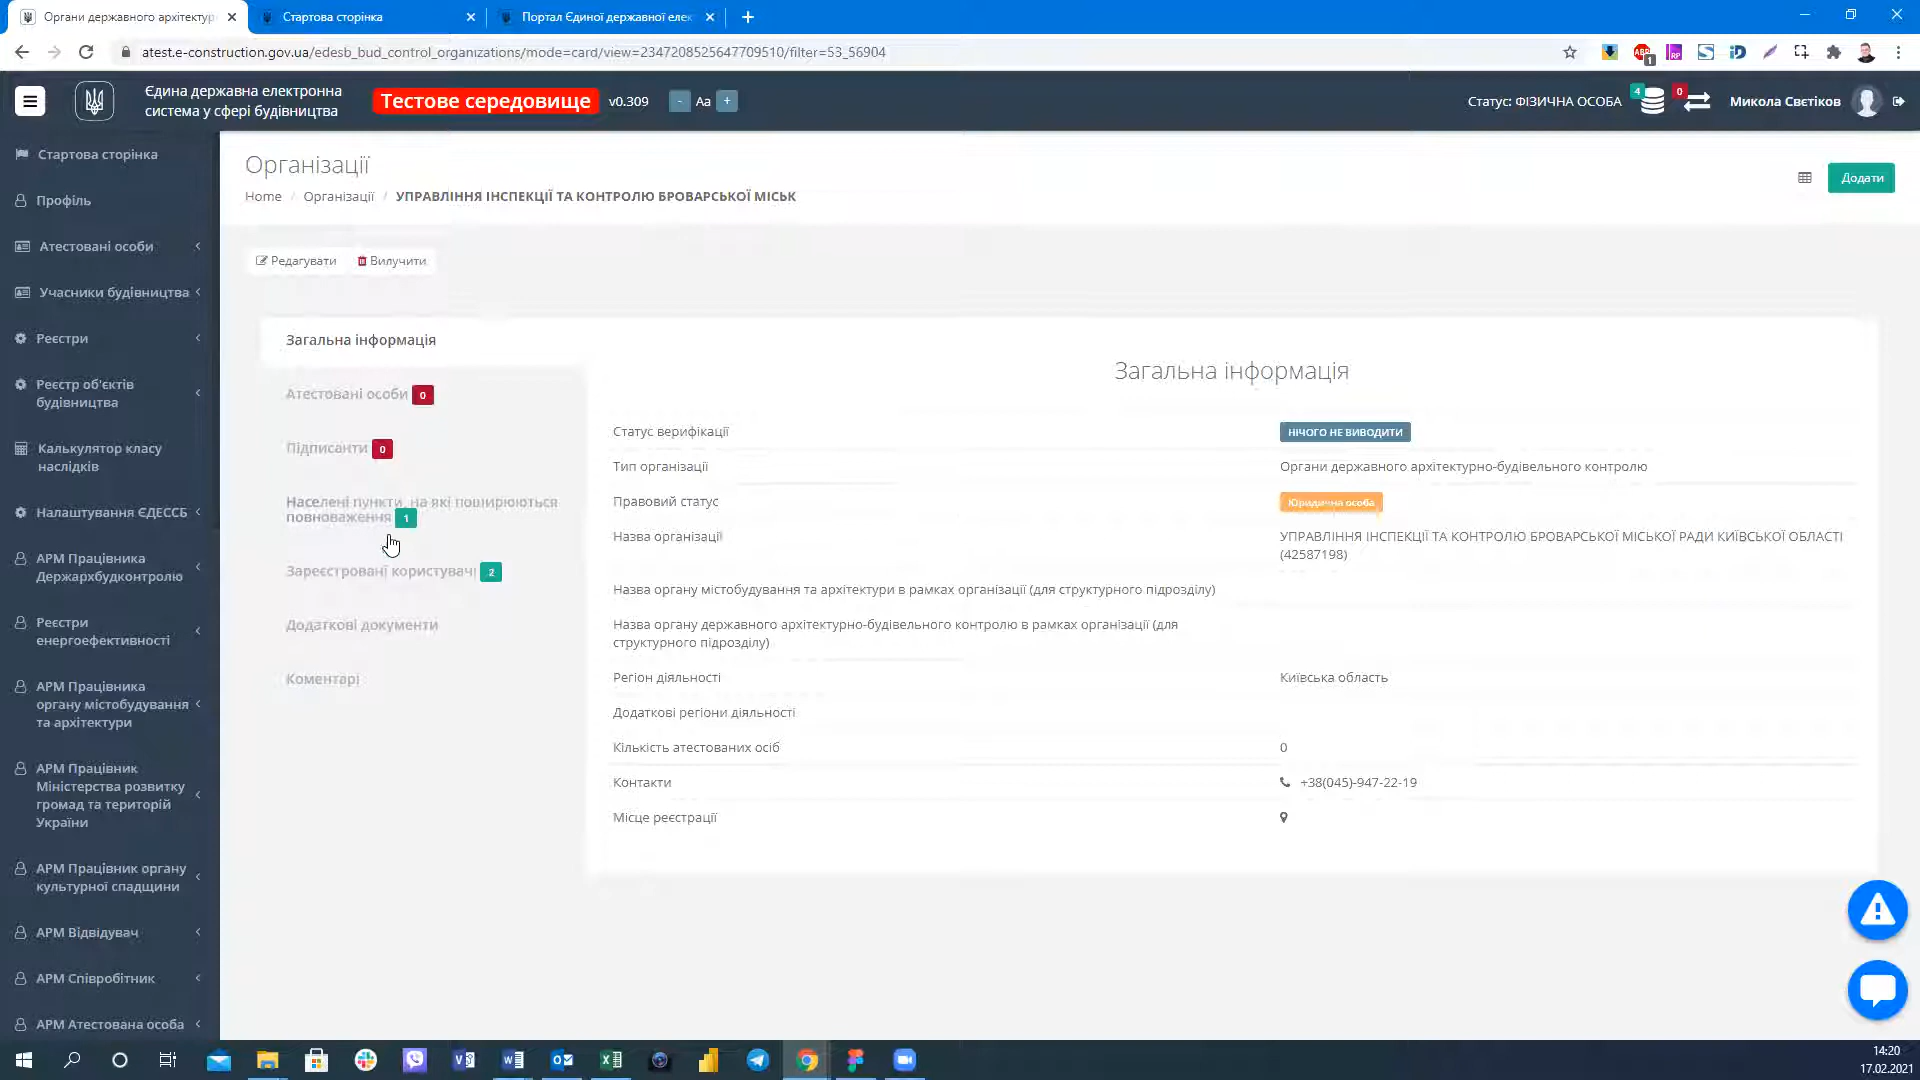 Органи державного архітектур
Стартова сторінка
Портал Єдиної державної елек
atest.e-construction.gov.ua/edesb_bud_control_organizations/mode=card/view=2347208525647709510/filter=53_56904
Єдина державна електронна
система у сфері будівництва
Тестове середовище
v0.309
- Aa +
Статус: ФІЗИЧНА ОСОБА
4
0
Микола Светіков
Стартова сторінка
Профіль
Атестовані особи
Учасники будівництва
Реєстри
Реєстр об'єктів
будівництва
Калькулятор класу
наслідків
Налаштування ЄДЕССБ
АРМ Працівника
Держархбудконтролю
Реєстри
енергоефективності
АРМ Працівника
органу містобудування
та архітектури
АРМ Працівник
Міністерства розвитку
громад та територій
України
АРМ Працівник органу
культурної спадщини
АРМ Відвідувач
АРМ Співробітник
АРМ Атестована особа
Організації
Home / Організації / УПРАВЛІННЯ ІНСПЕКЦІЇ ТА КОНТРОЛЮ БРОВАРСЬКОЇ МІСЬК
Додати
Редагувати
Вилучити
Загальна інформація
Атестовані особи 0
Підписанти 0
Населені пункти, на які поширюються
повноваження 1
Зареєстровані користувачі 2
Додаткові документи
Коментарі
Загальна інформація
Статус верифікації НІЧОГО НЕ ВИВОДИТИ
Тип організації Органи державного архітектурно-будівельного контролю
Правовий статус Юридична особа
Назва організації УПРАВЛІННЯ ІНСПЕКЦІЇ ТА КОНТРОЛЮ БРОВАРСЬКОЇ МІСЬКОЇ РАДИ КИЇВСЬКОЇ ОБЛАСТІ
(42587198)
Назва органу містобудування та архітектури в рамках організації (для структурного підрозділу)
Назва органу державного архітектурно-будівельного контролю в рамках організації (для
структурного підрозділу)
Регіон діяльності Київська область
Додаткові регіони діяльності
Кількість атестованих осіб 0
Контакти +38(045)-947-22-19
Місце реєстрації
14:20
17.02.2021